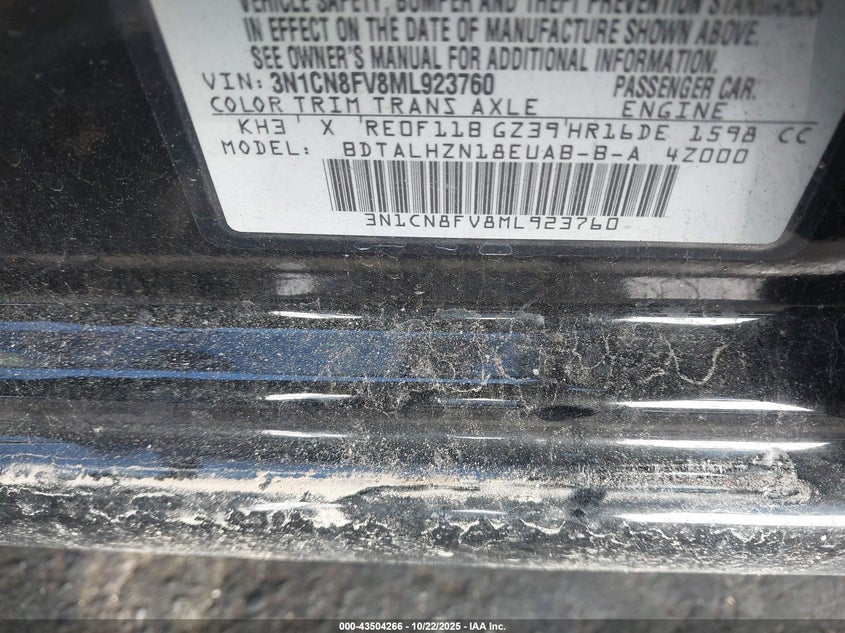 VEHICLE SAFETY, BUMPER AND THEFT PREVENTION STANDARDS
IN EFFECT ON THE DATE OF MANUFACTURE SHOWN ABOVE.
SEE OWNER'S MANUAL FOR ADDITIONAL INFORMATION.
VIN: 3N1CN8FV8ML923760 PASSENGER CAR.
COLOR TRIM TRANS AXLE ENGINE
KH3 X RE0F11B GZ39 HR16DE 1598 CC
MODEL: BDTALHZN18EUAB-B-A 4Z000
3N1CN8FV8ML923760
000-43504266 - 10/22/2025 - IAA Inc.